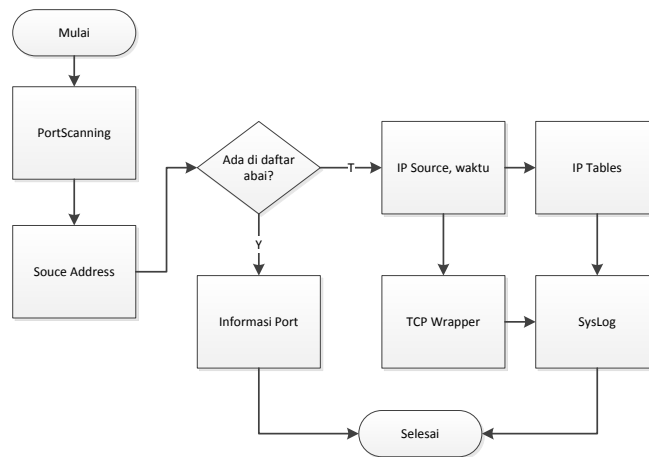 Mulai
PortScanning
Souce Address
Ada di daftar
abai?
T
Y
IP Source, waktu
IP Tables
Informasi Port
TCP Wrapper
SysLog
Selesai